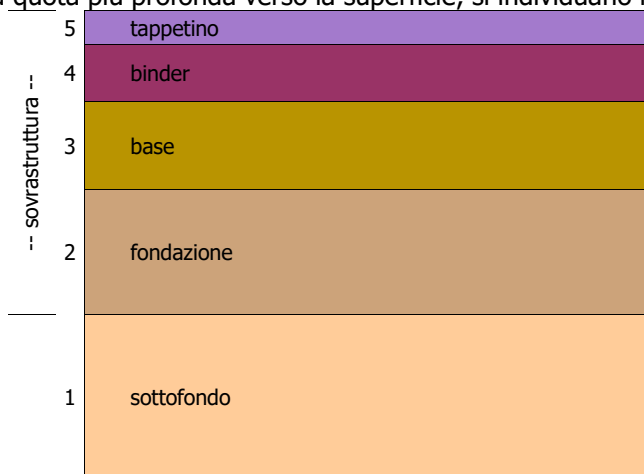 quota più profonda verso la superficie, si individuano
5 tappetino
4 binder
3 base
-- sovrastruttura --
2 fondazione
1 sottofondo